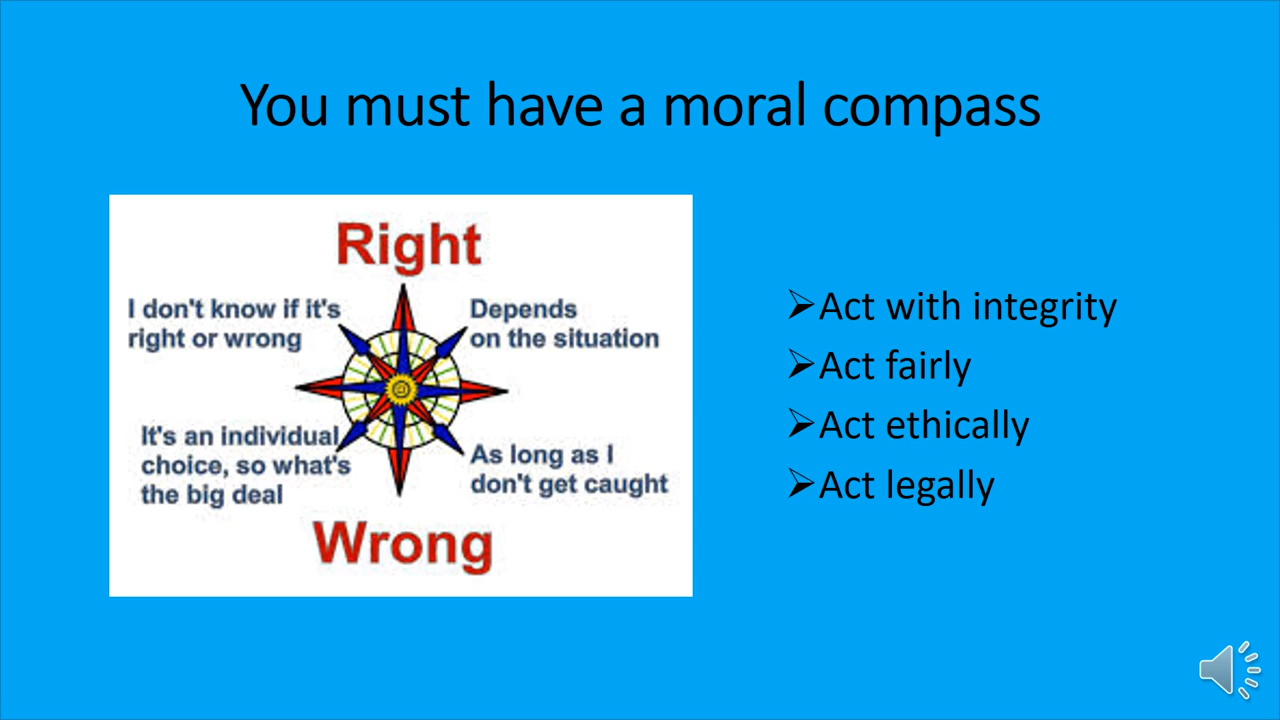 You must have a moral compass
Right
I don't know if it's
right or wrong
Depends
on the situation
It's an individual
choice, so what's
the big deal
As long as I
don't get caught
Wrong
➢Act with integrity
➢Act fairly
➢Act ethically
➢Act legally